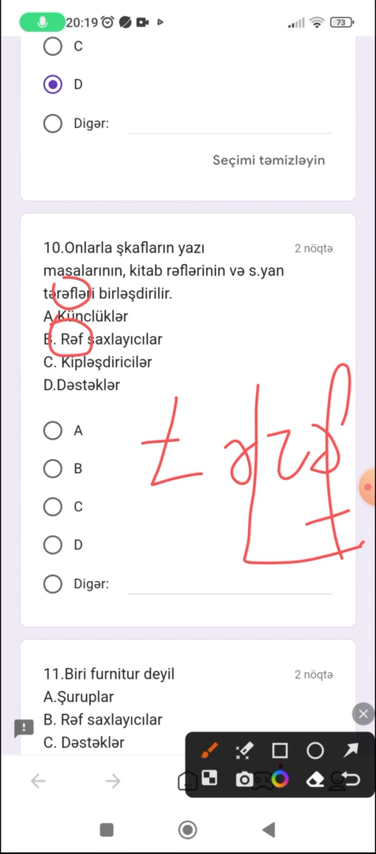 20:19
73
C
D
Digər:
Seçimi təmizləyin
10.Onlarla şkafların yazı 2 nöqtə
masalarının, kitab rəflərinin və s.yan
tərəfləri birləşdirilir.
A.Künclüklər
B. Rəf saxlayıcılar
C. Kipləşdiricilər
D.Dəstəklər
A
B
C
D
Digər:
11.Biri furnitur deyil 2 nöqtə
A.Şuruplar
B. Rəf saxlayıcılar
C. Dəstəklər